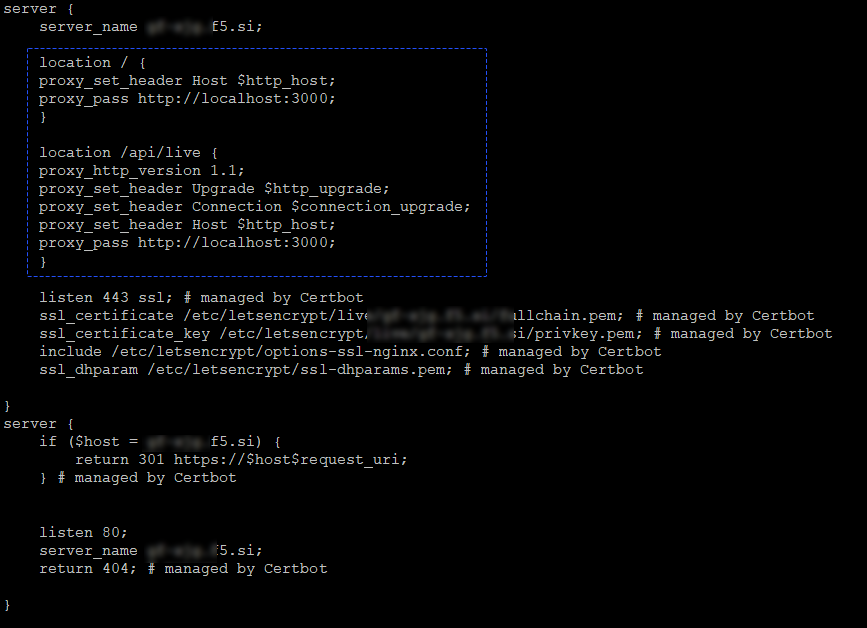 server {
server_name f5.si;
location / {
proxy_set_header Host $http_host;
proxy_pass http://localhost:3000;
}
location /api/live {
proxy_http_version 1.1;
proxy_set_header Upgrade $http_upgrade;
proxy_set_header Connection $connection_upgrade;
proxy_set_header Host $http_host;
proxy_pass http://localhost:3000;
}
listen 443 ssl; # managed by Certbot
ssl_certificate /etc/letsencrypt/live llchain.pem; # managed by Certbot
ssl_certificate_key /etc/letsencrypt/ si/privkey.pem; # managed by Certbot
include /etc/letsencrypt/options-ssl-nginx.conf; # managed by Certbot
ssl_dhparam /etc/letsencrypt/ssl-dhparams.pem; # managed by Certbot
}
server {
if ($host = f5.si) {
return 301 https://$host$request_uri;
} # managed by Certbot
listen 80;
server_name 5.si;
return 404; # managed by Certbot
}